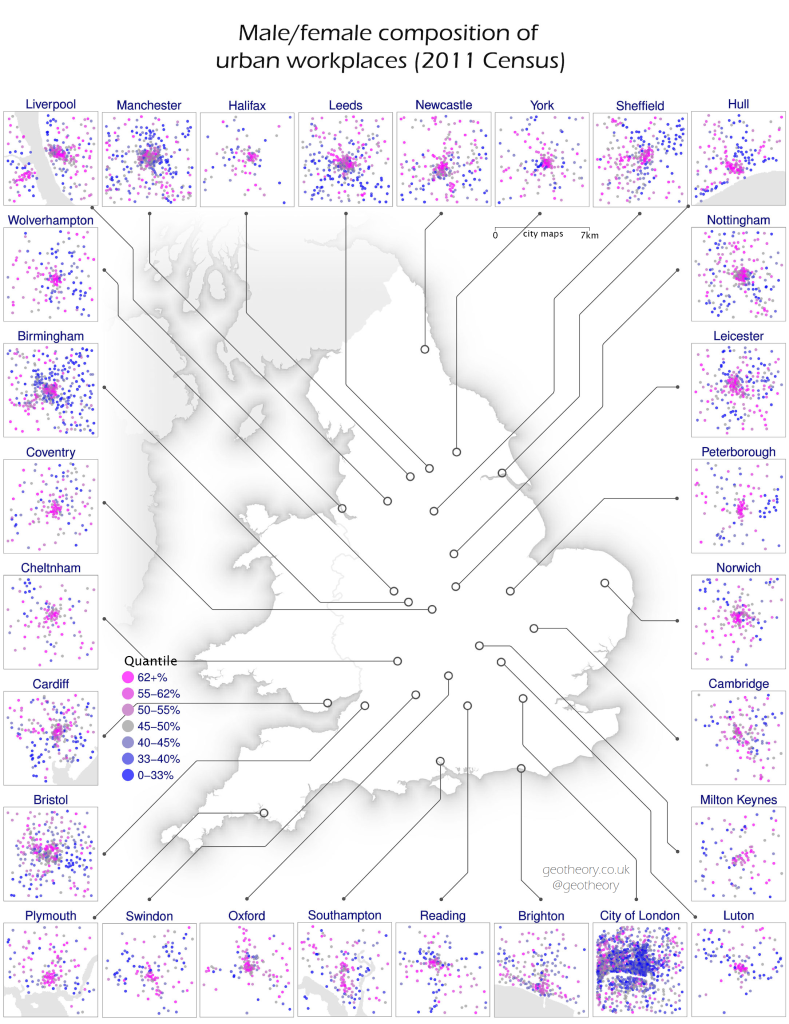 Male/female composition of
urban workplaces (2011 Census)
Liverpool
Manchester
Halifax
Leeds
Newcastle
York
Sheffield
Hull
Wolverhampton
0 city maps 7km
Nottingham
Birmingham
Leicester
Coventry
Peterborough
Cheltnham
Norwich
Quantile
62+%
55–62%
50–55%
45–50%
40–45%
33–40%
0–33%
Cardiff
Cambridge
Bristol
Milton Keynes
geotheory.co.uk
@geotheory
Plymouth
Swindon
Oxford
Southampton
Reading
Brighton
City of London
Luton